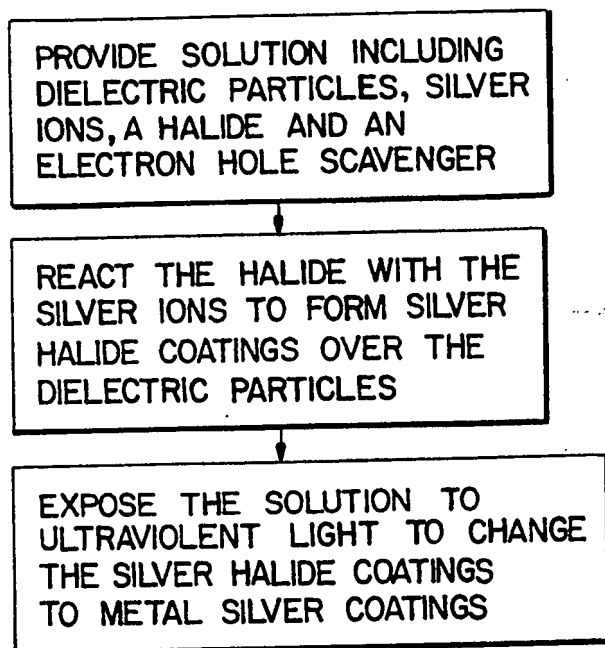 PROVIDE SOLUTION INCLUDING
DIELECTRIC PARTICLES, SILVER
IONS, A HALIDE AND AN
ELECTRON HOLE SCAVENGER
REACT THE HALIDE WITH THE
SILVER IONS TO FORM SILVER
HALIDE COATINGS OVER THE
DIELECTRIC PARTICLES
EXPOSE THE SOLUTION TO
ULTRAVIOLENT LIGHT TO CHANGE
THE SILVER HALIDE COATINGS
TO METAL SILVER COATINGS